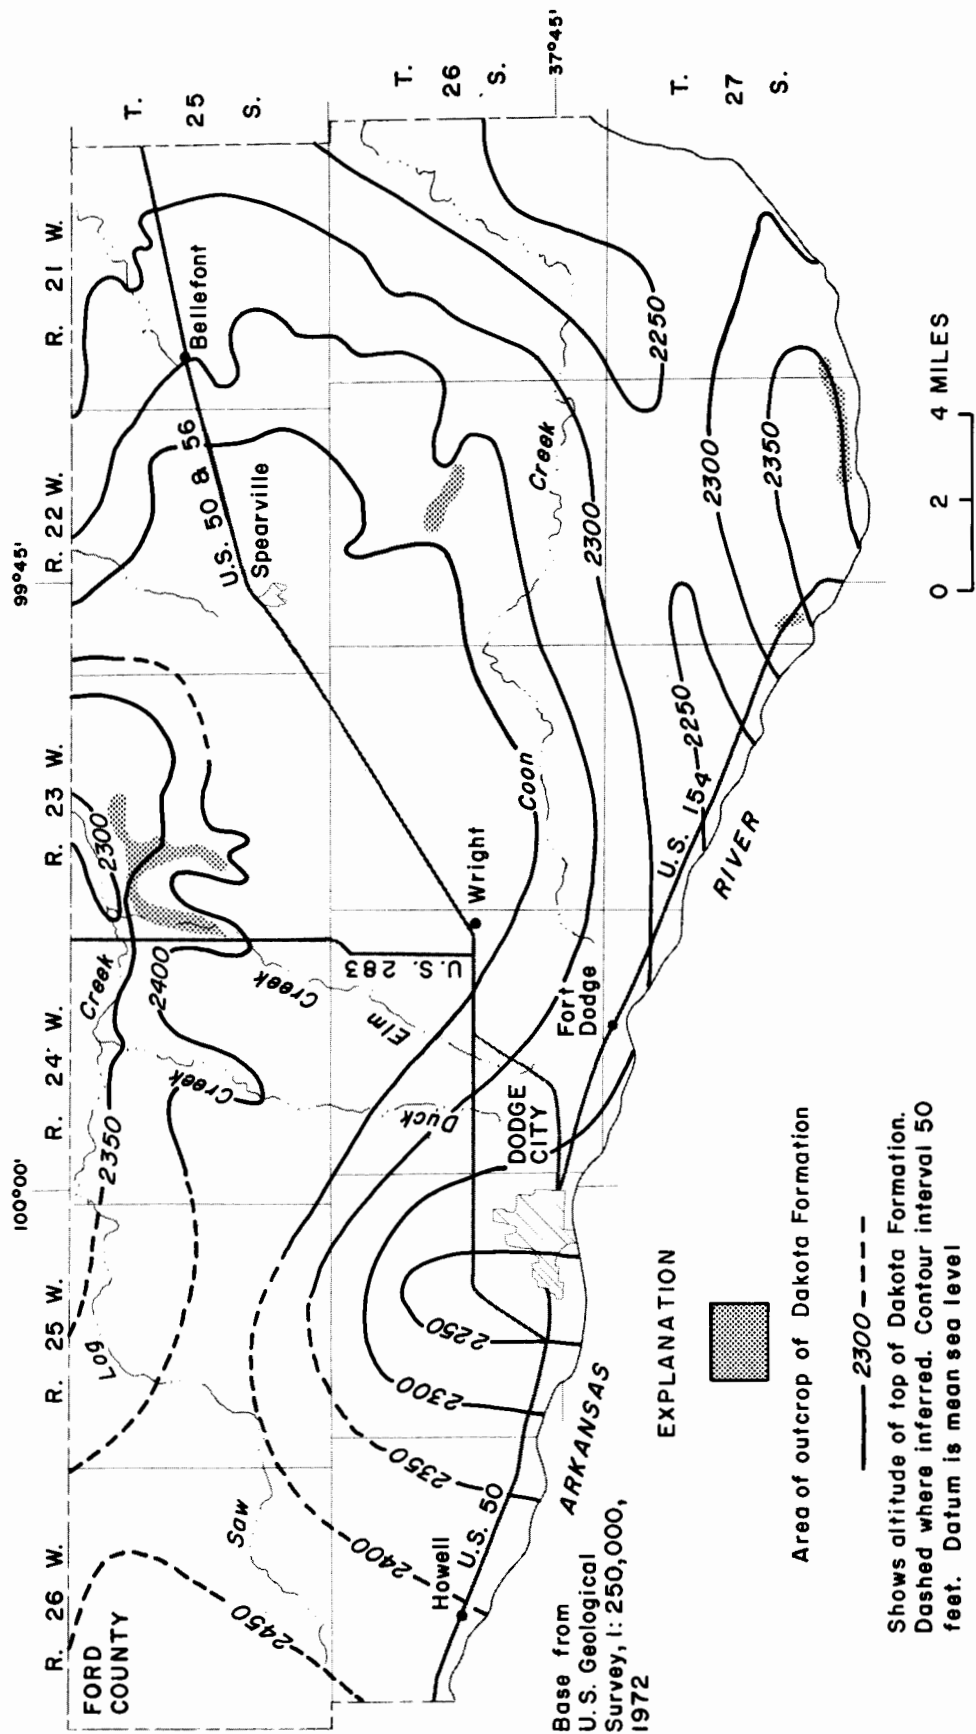 R. 26 W.
R. 25 W.
100°00'
R. 24 W.
R. 23 W.
99°45'
R. 22 W.
R. 21 W.
T.
25
S.
T.
26
S.
37°45'
T.
27
S.
FORD
COUNTY
2450
Saw
Log
Creek
2350
Creek
2400
2300
Creek
Elm
U.S. 283
Duck
U.S. 50 & 56
Spearville
Bellefont
Wright
Coon
Creek
2300
2250
2300
2350
2250
U.S. 154
RIVER
Fort
Dodge
DODGE
CITY
2250
2300
2350
2400
Howell
U.S. 50
ARKANSAS
Base from
U.S. Geological
Survey, 1:250,000,
1972
0 2 4 MILES
EXPLANATION
Area of outcrop of Dakota Formation
2300
Shows altitude of top of Dakota Formation.
Dashed where inferred. Contour interval 50
feet. Datum is mean sea level